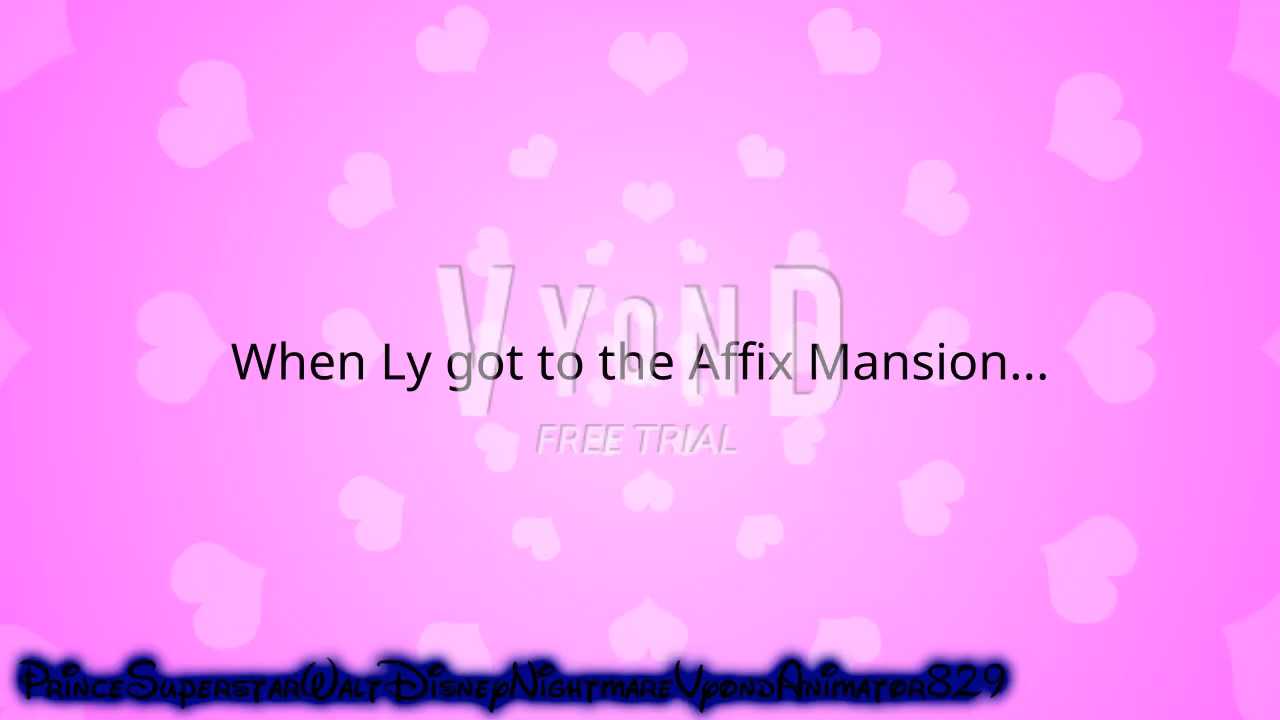 VYOND
When Ly got to the Affix Mansion...
FREE TRIAL
PrinceSuperstarWaltDisneyNightmareVyondAnimator829